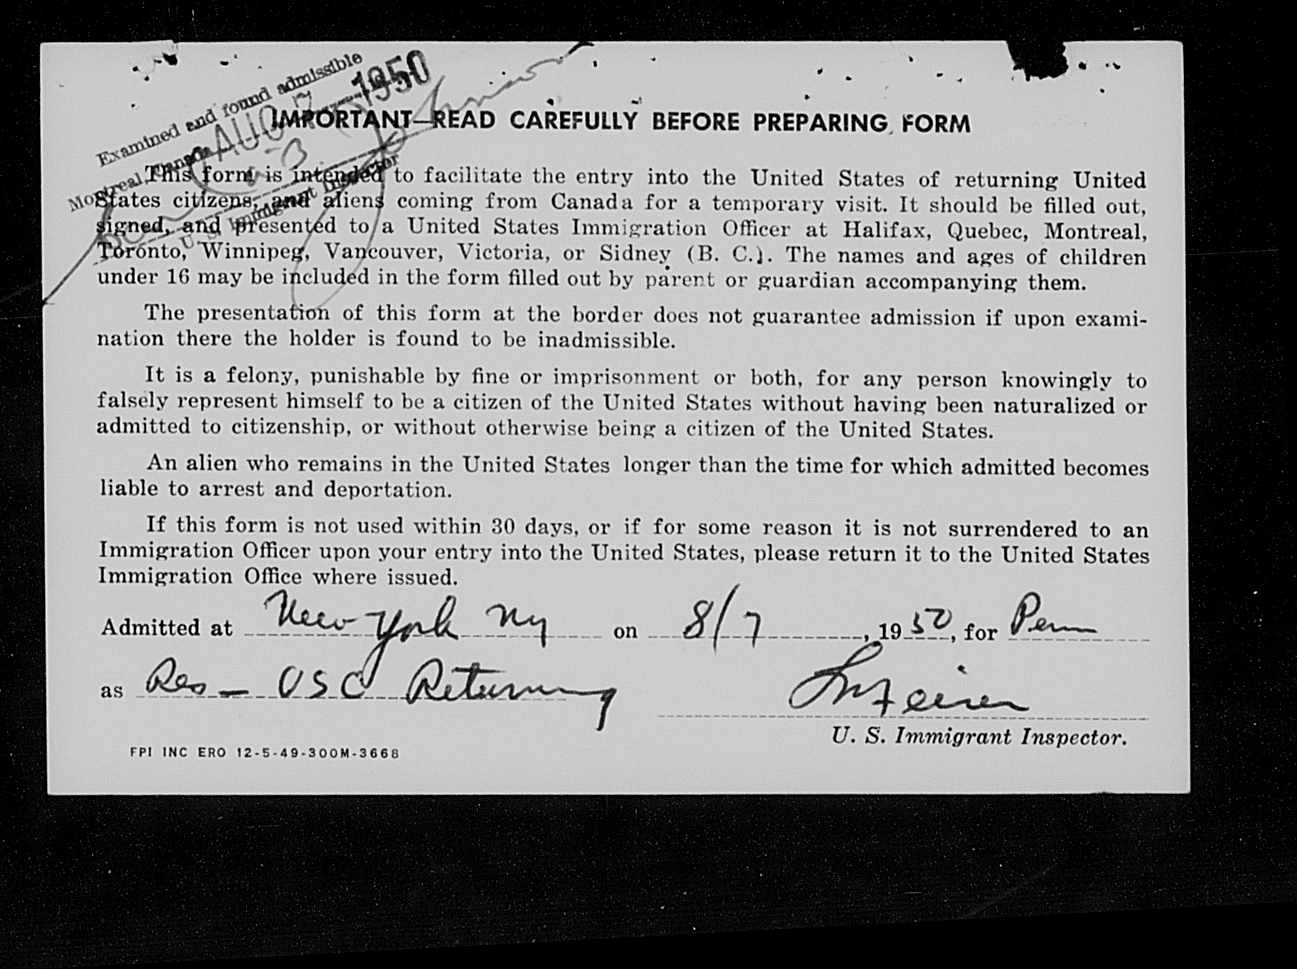 Examined and found admissible
AUG 7 1950
Montreal, Canada
U.S. Immigrant Inspector
IMPORTANT—READ CAREFULLY BEFORE PREPARING FORM
This form is intended to facilitate the entry into the United States of returning United
States citizens, and aliens coming from Canada for a temporary visit. It should be filled out,
signed, and presented to a United States Immigration Officer at Halifax, Quebec, Montreal,
Toronto, Winnipeg, Vancouver, Victoria, or Sidney (B. C.). The names and ages of children
under 16 may be included in the form filled out by parent or guardian accompanying them.
The presentation of this form at the border does not guarantee admission if upon exami-
nation there the holder is found to be inadmissible.
It is a felony, punishable by fine or imprisonment or both, for any person knowingly to
falsely represent himself to be a citizen of the United States without having been naturalized or
admitted to citizenship, or without otherwise being a citizen of the United States.
An alien who remains in the United States longer than the time for which admitted becomes
liable to arrest and deportation.
If this form is not used within 30 days, or if for some reason it is not surrendered to an
Immigration Officer upon your entry into the United States, please return it to the United States
Immigration Office where issued.
Admitted at New York Ny on 8/7, 1950, for Perm
as Res – USC Returning
U. S. Immigrant Inspector.
FPI INC ERO 12-5-49-300M-3668